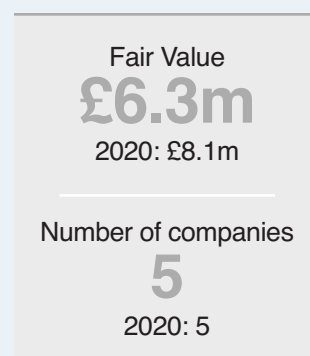 Fair Value
£6.3m
2020: £8.1m
Number of companies
5
2020: 5